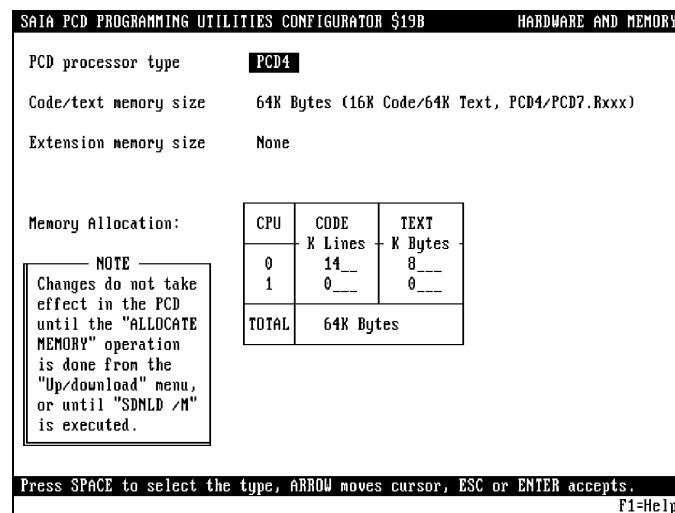 SAIA PCD PROGRAMMING UTILITIES CONFIGURATOR $19B HARDWARE AND MEMORY
PCD processor type PCD4
Code/text memory size 64K Bytes (16K Code/64K Text, PCD4/PCD7.Rxxx)
Extension memory size None
Memory Allocation:
CPU CODE TEXT
K Lines K Bytes
0 14__ 8___
1 0___ 0___
TOTAL 64K Bytes
NOTE
Changes do not take
effect in the PCD
until the "ALLOCATE
MEMORY" operation
is done from the
"Up/download" menu,
or until "SDNLD /M"
is executed.
Press SPACE to select the type, ARROW moves cursor, ESC or ENTER accepts.
F1=Help